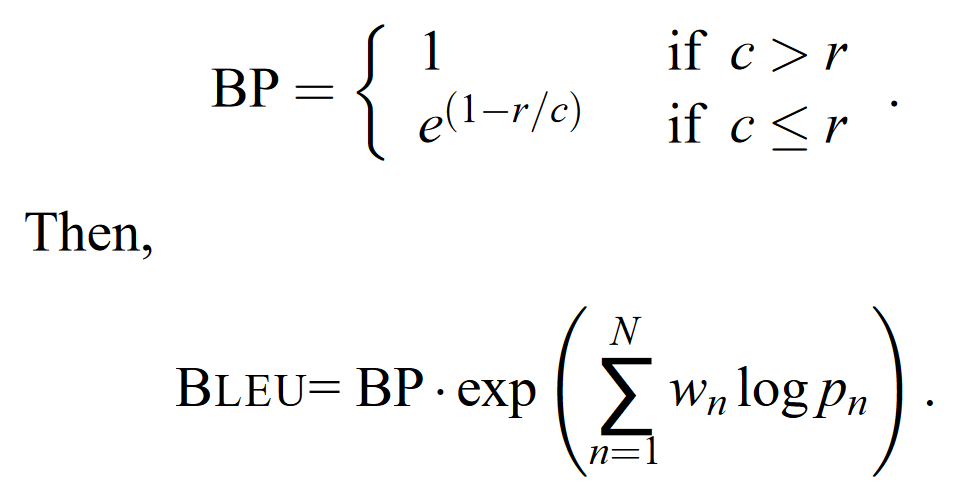 BP = { 1 if c > r
e^(1−r/c) if c ≤ r .
Then,
BLEU= BP · exp ( ∑_{n=1}^{N} w_n log p_n ) .